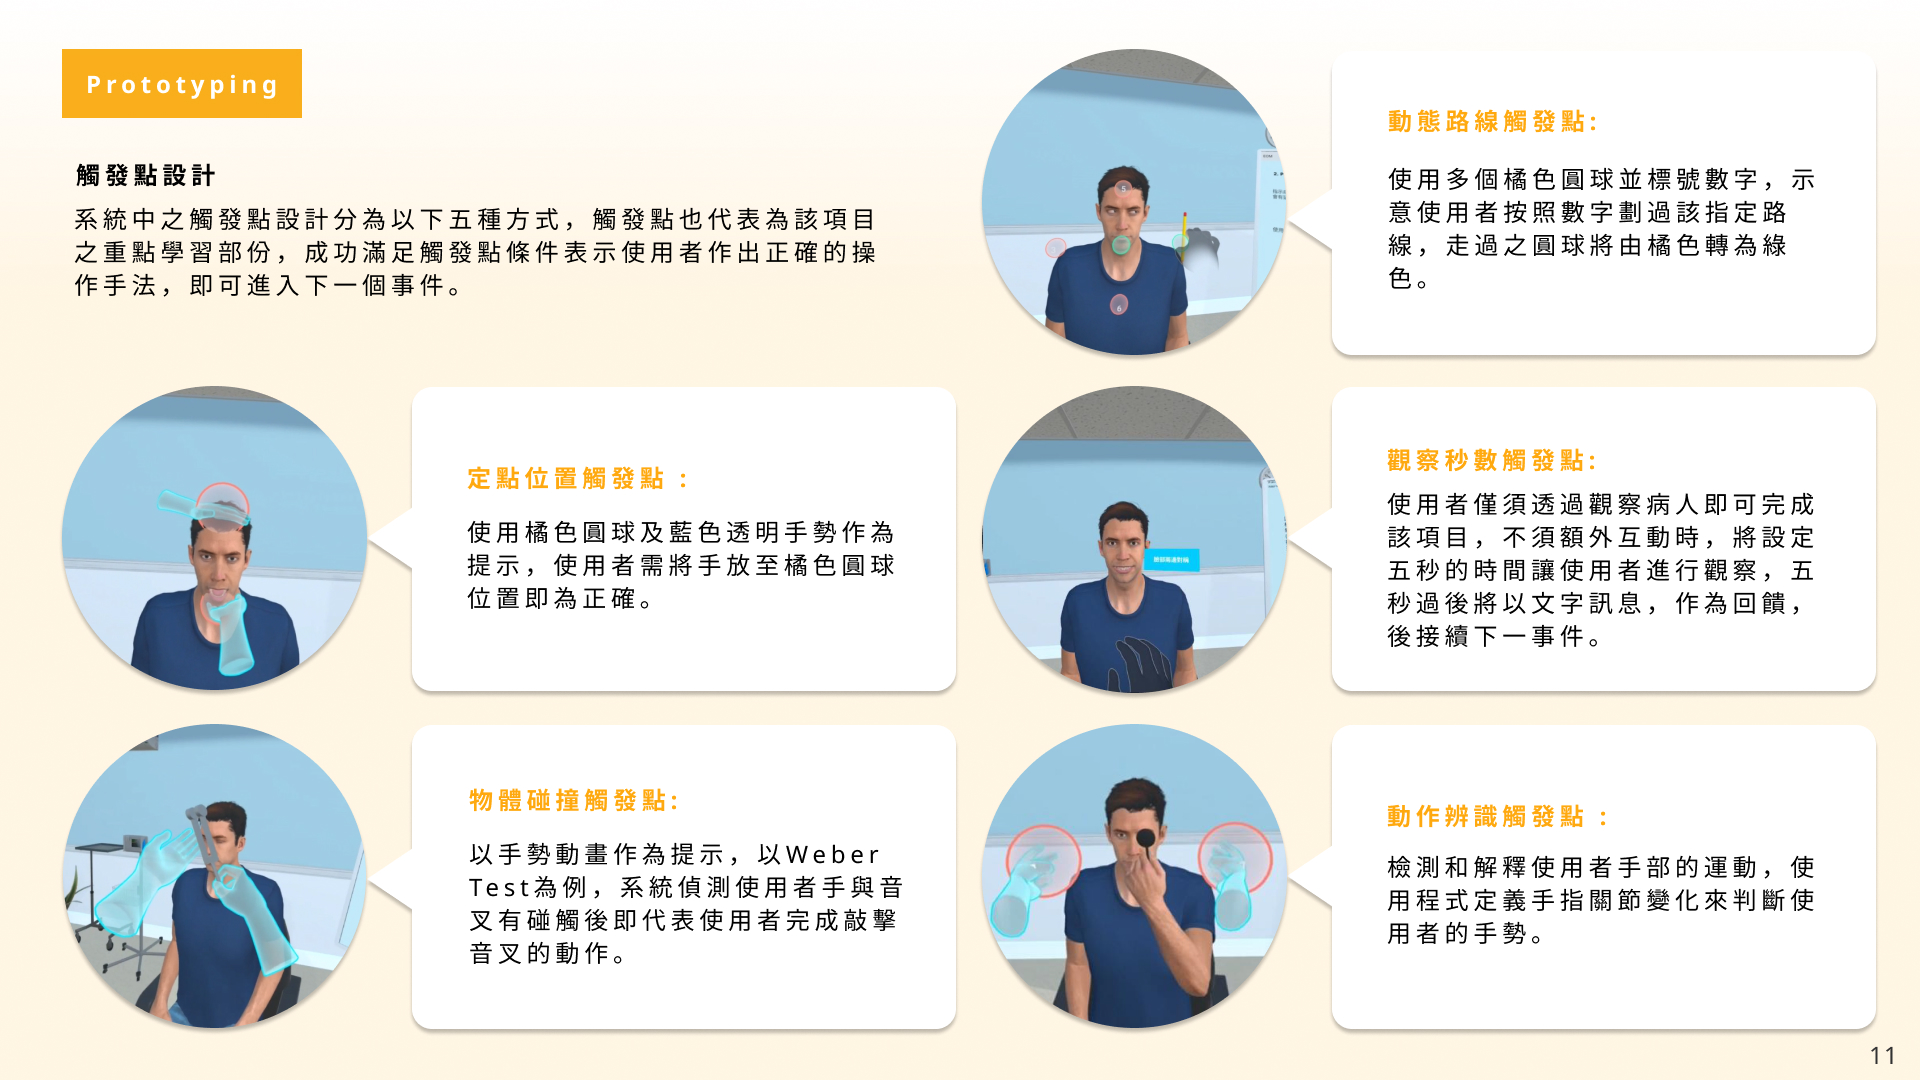 Prototyping
觸發點設計
系統中之觸發點設計分為以下五種方式，觸發點也代表為該項目
之重點學習部份，成功滿足觸發點條件表示使用者作出正確的操
作手法，即可進入下一個事件。
動態路線觸發點:
使用多個橘色圓球並標號數字，示
意使用者按照數字劃過該指定路
線，走過之圓球將由橘色轉為綠
色。
定點位置觸發點 :
使用橘色圓球及藍色透明手勢作為
提示，使用者需將手放至橘色圓球
位置即為正確。
觀察秒數觸發點:
使用者僅須透過觀察病人即可完成
該項目，不須額外互動時，將設定
五秒的時間讓使用者進行觀察，五
秒過後將以文字訊息，作為回饋，
後接續下一事件。
物體碰撞觸發點:
以手勢動畫作為提示，以Weber
Test為例，系統偵測使用者手與音
叉有碰觸後即代表使用者完成敲擊
音叉的動作。
動作辨識觸發點 :
檢測和解釋使用者手部的運動，使
用程式定義手指關節變化來判斷使
用者的手勢。
11